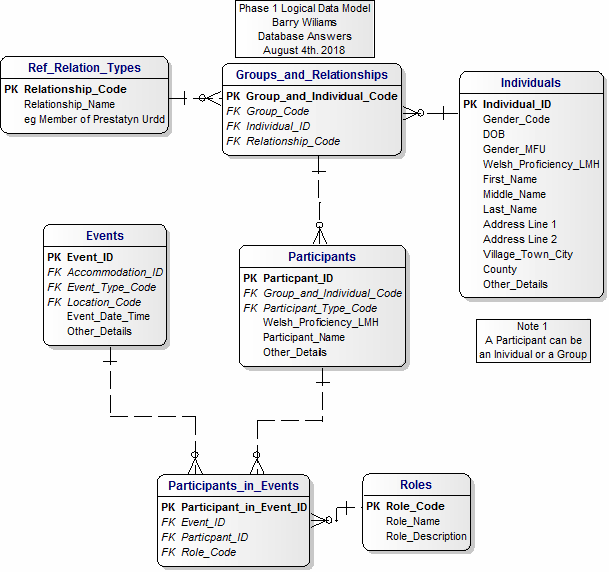 Phase 1 Logical Data Model
Barry Wiliams
Database Answers
August 4th. 2018
Ref_Relation_Types
PK Relationship_Code
Relationship_Name
eg Member of Prestatyn Urdd
Groups_and_Relationships
PK Group_and_Individual_Code
FK Group_Code
FK Individual_ID
FK Relationship_Code
Individuals
PK Individual_ID
Gender_Code
DOB
Gender_MFU
Welsh_Proficiency_LMH
First_Name
Middle_Name
Last_Name
Address Line 1
Address Line 2
Village_Town_City
County
Other_Details
Events
PK Event_ID
FK Accommodation_ID
FK Event_Type_Code
FK Location_Code
Event_Date_Time
Other_Details
Participants
PK Particpant_ID
FK Group_and_Individual_Code
FK Participant_Type_Code
Welsh_Proficiency_LMH
Participant_Name
Other_Details
Note 1
A Participant can be
an Inividual or a Group
Participants_in_Events
PK Participant_in_Event_ID
FK Event_ID
FK Particpant_ID
FK Role_Code
Roles
PK Role_Code
Role_Name
Role_Description